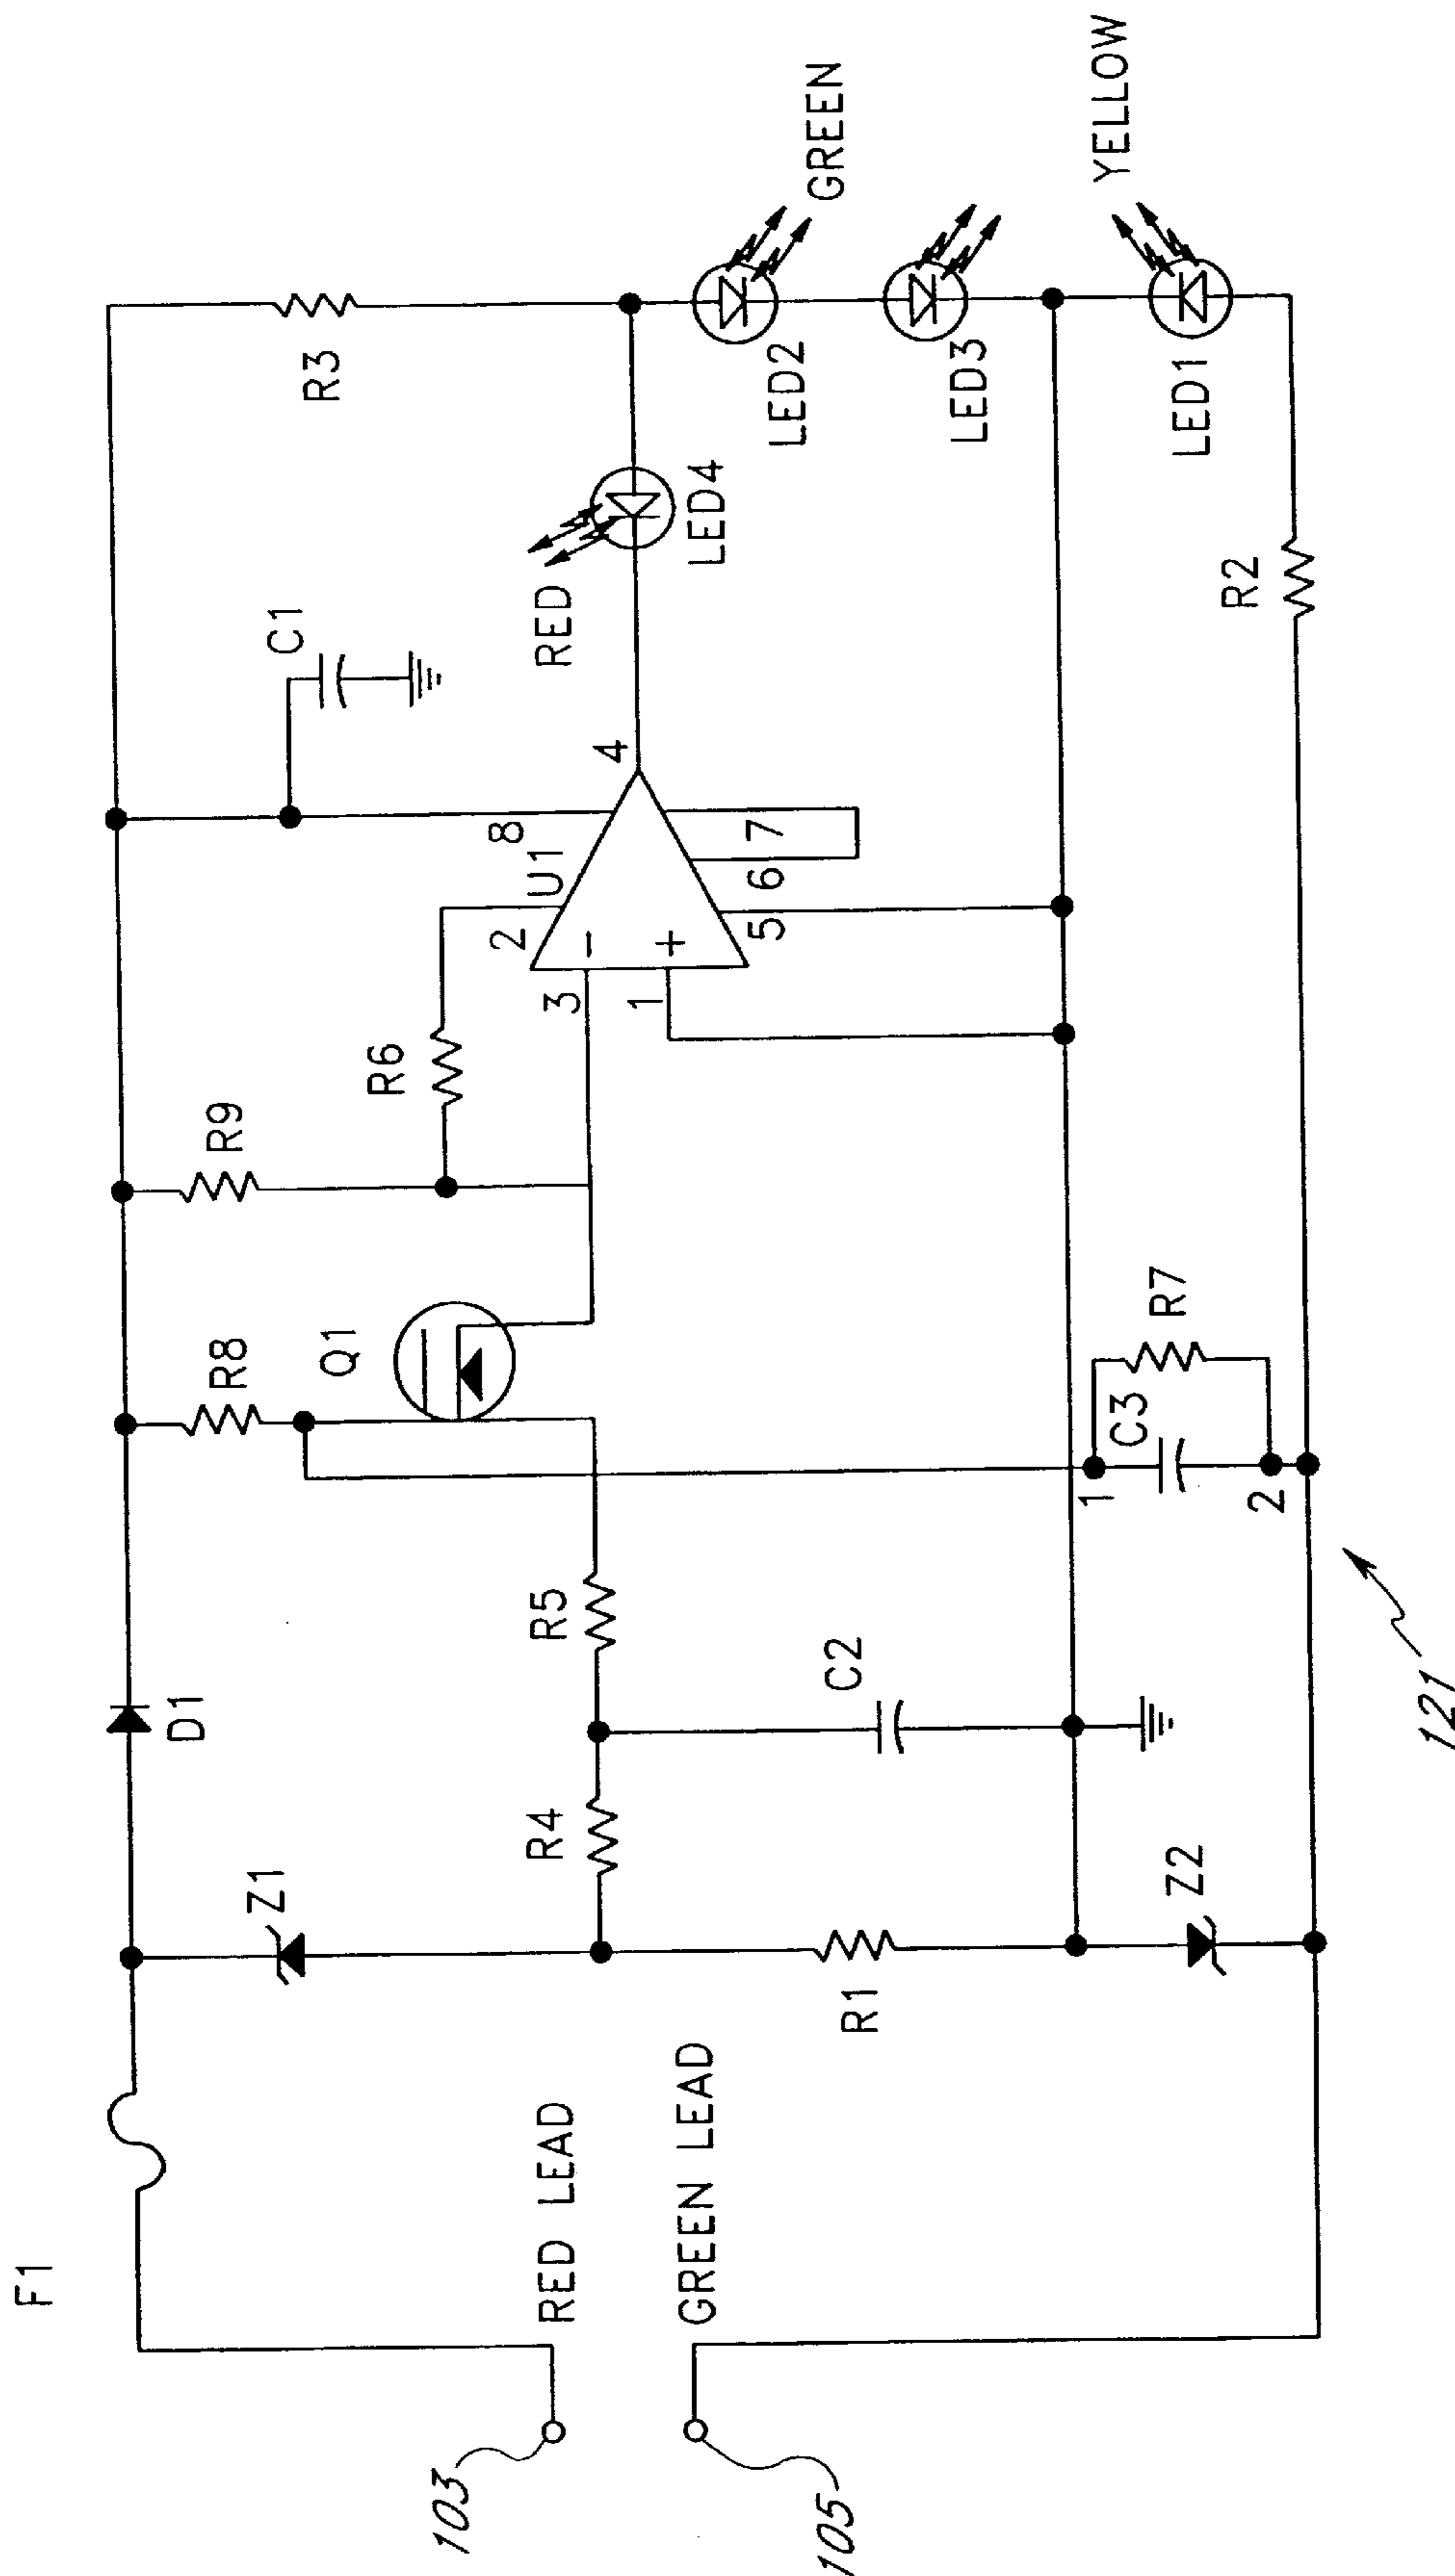 F1
D1
R8
R9
C1
R3
Z1
Q1
R6
RED
2
U1
8
4
3
-
LED4
RED LEAD
R4
R5
1
+
5
6
7
GREEN
LED2
GREEN LEAD
R1
C2
LED3
YELLOW
1
C3
R7
LED1
Z2
2
R2
103
105
121